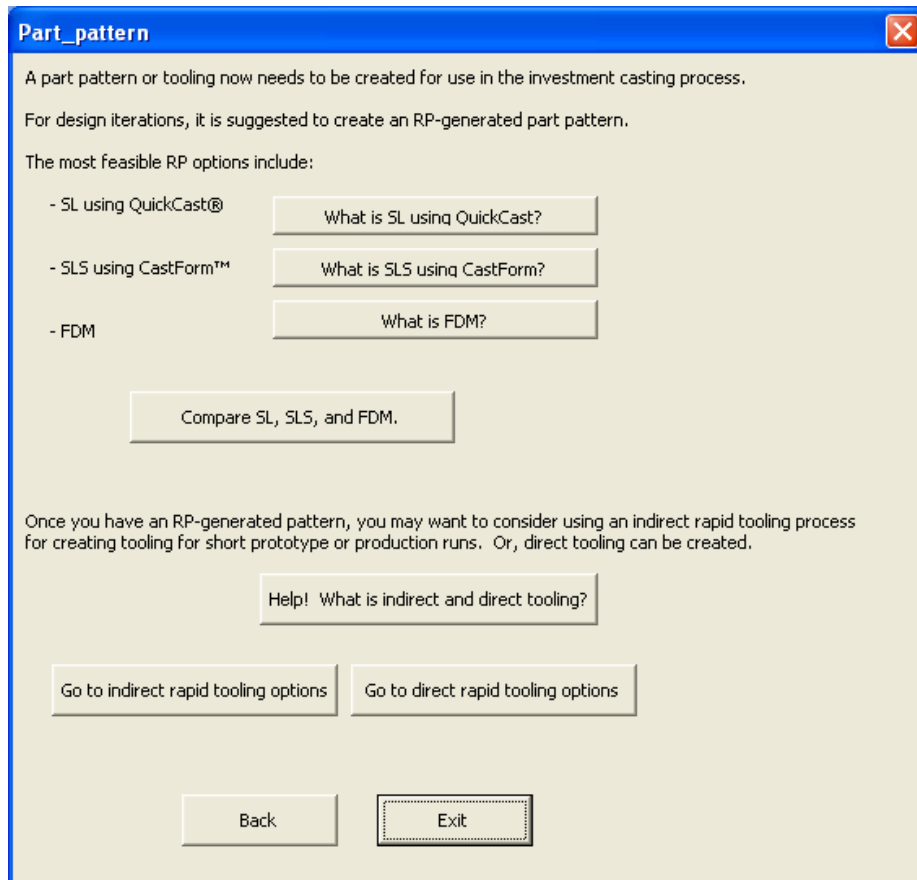 Part_pattern
A part pattern or tooling now needs to be created for use in the investment casting process.
For design iterations, it is suggested to create an RP-generated part pattern.
The most feasible RP options include:
- SL using QuickCast®
What is SL using QuickCast?
- SLS using CastForm™
What is SLS using CastForm?
- FDM
What is FDM?
Compare SL, SLS, and FDM.
Once you have an RP-generated pattern, you may want to consider using an indirect rapid tooling process
for creating tooling for short prototype or production runs.  Or, direct tooling can be created.
Help!  What is indirect and direct tooling?
Go to indirect rapid tooling options
Go to direct rapid tooling options
Back
Exit